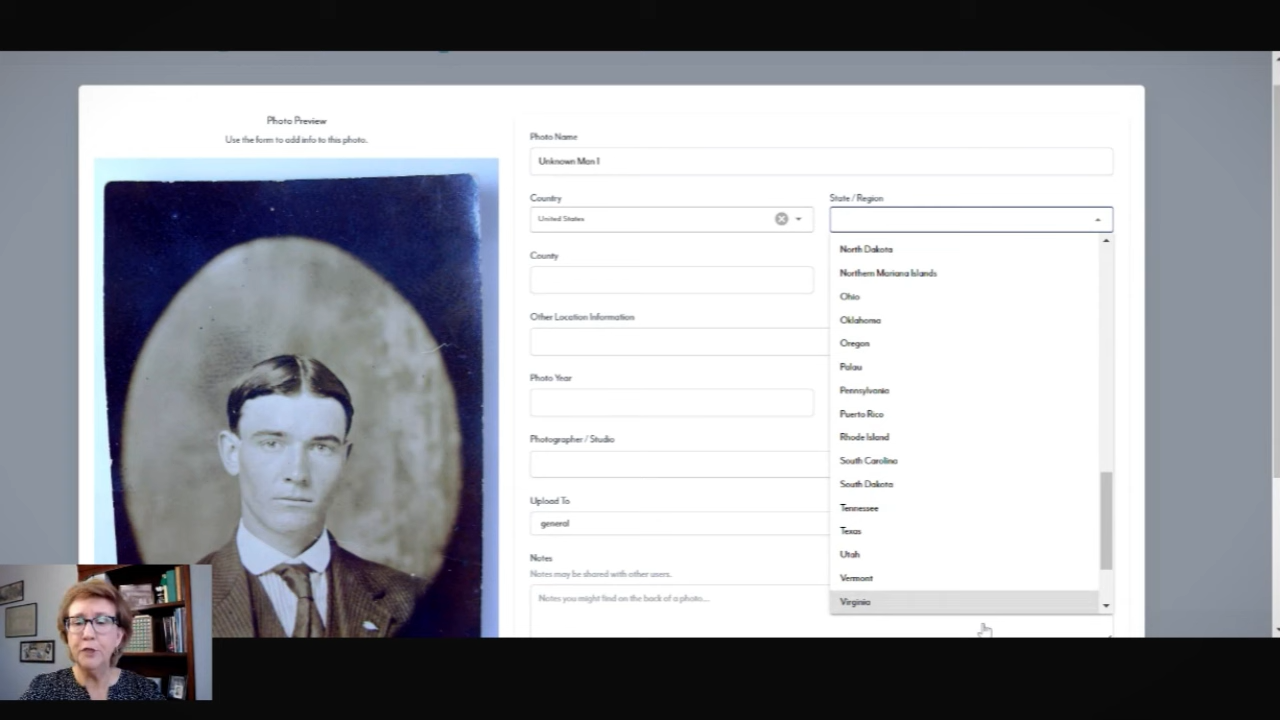 Photo Preview
Use the form to add info to this photo.
Photo Name
Unknown Man 1
Country
State / Region
United States
County
Other Location Information
Photo Year
Photographer / Studio
Upload To
general
Notes
Notes may be shared with other users.
Notes you might find on the back of a photo...
North Dakota
Northern Mariana Islands
Ohio
Oklahoma
Oregon
Palau
Pennsylvania
Puerto Rico
Rhode Island
South Carolina
South Dakota
Tennessee
Texas
Utah
Vermont
Virginia